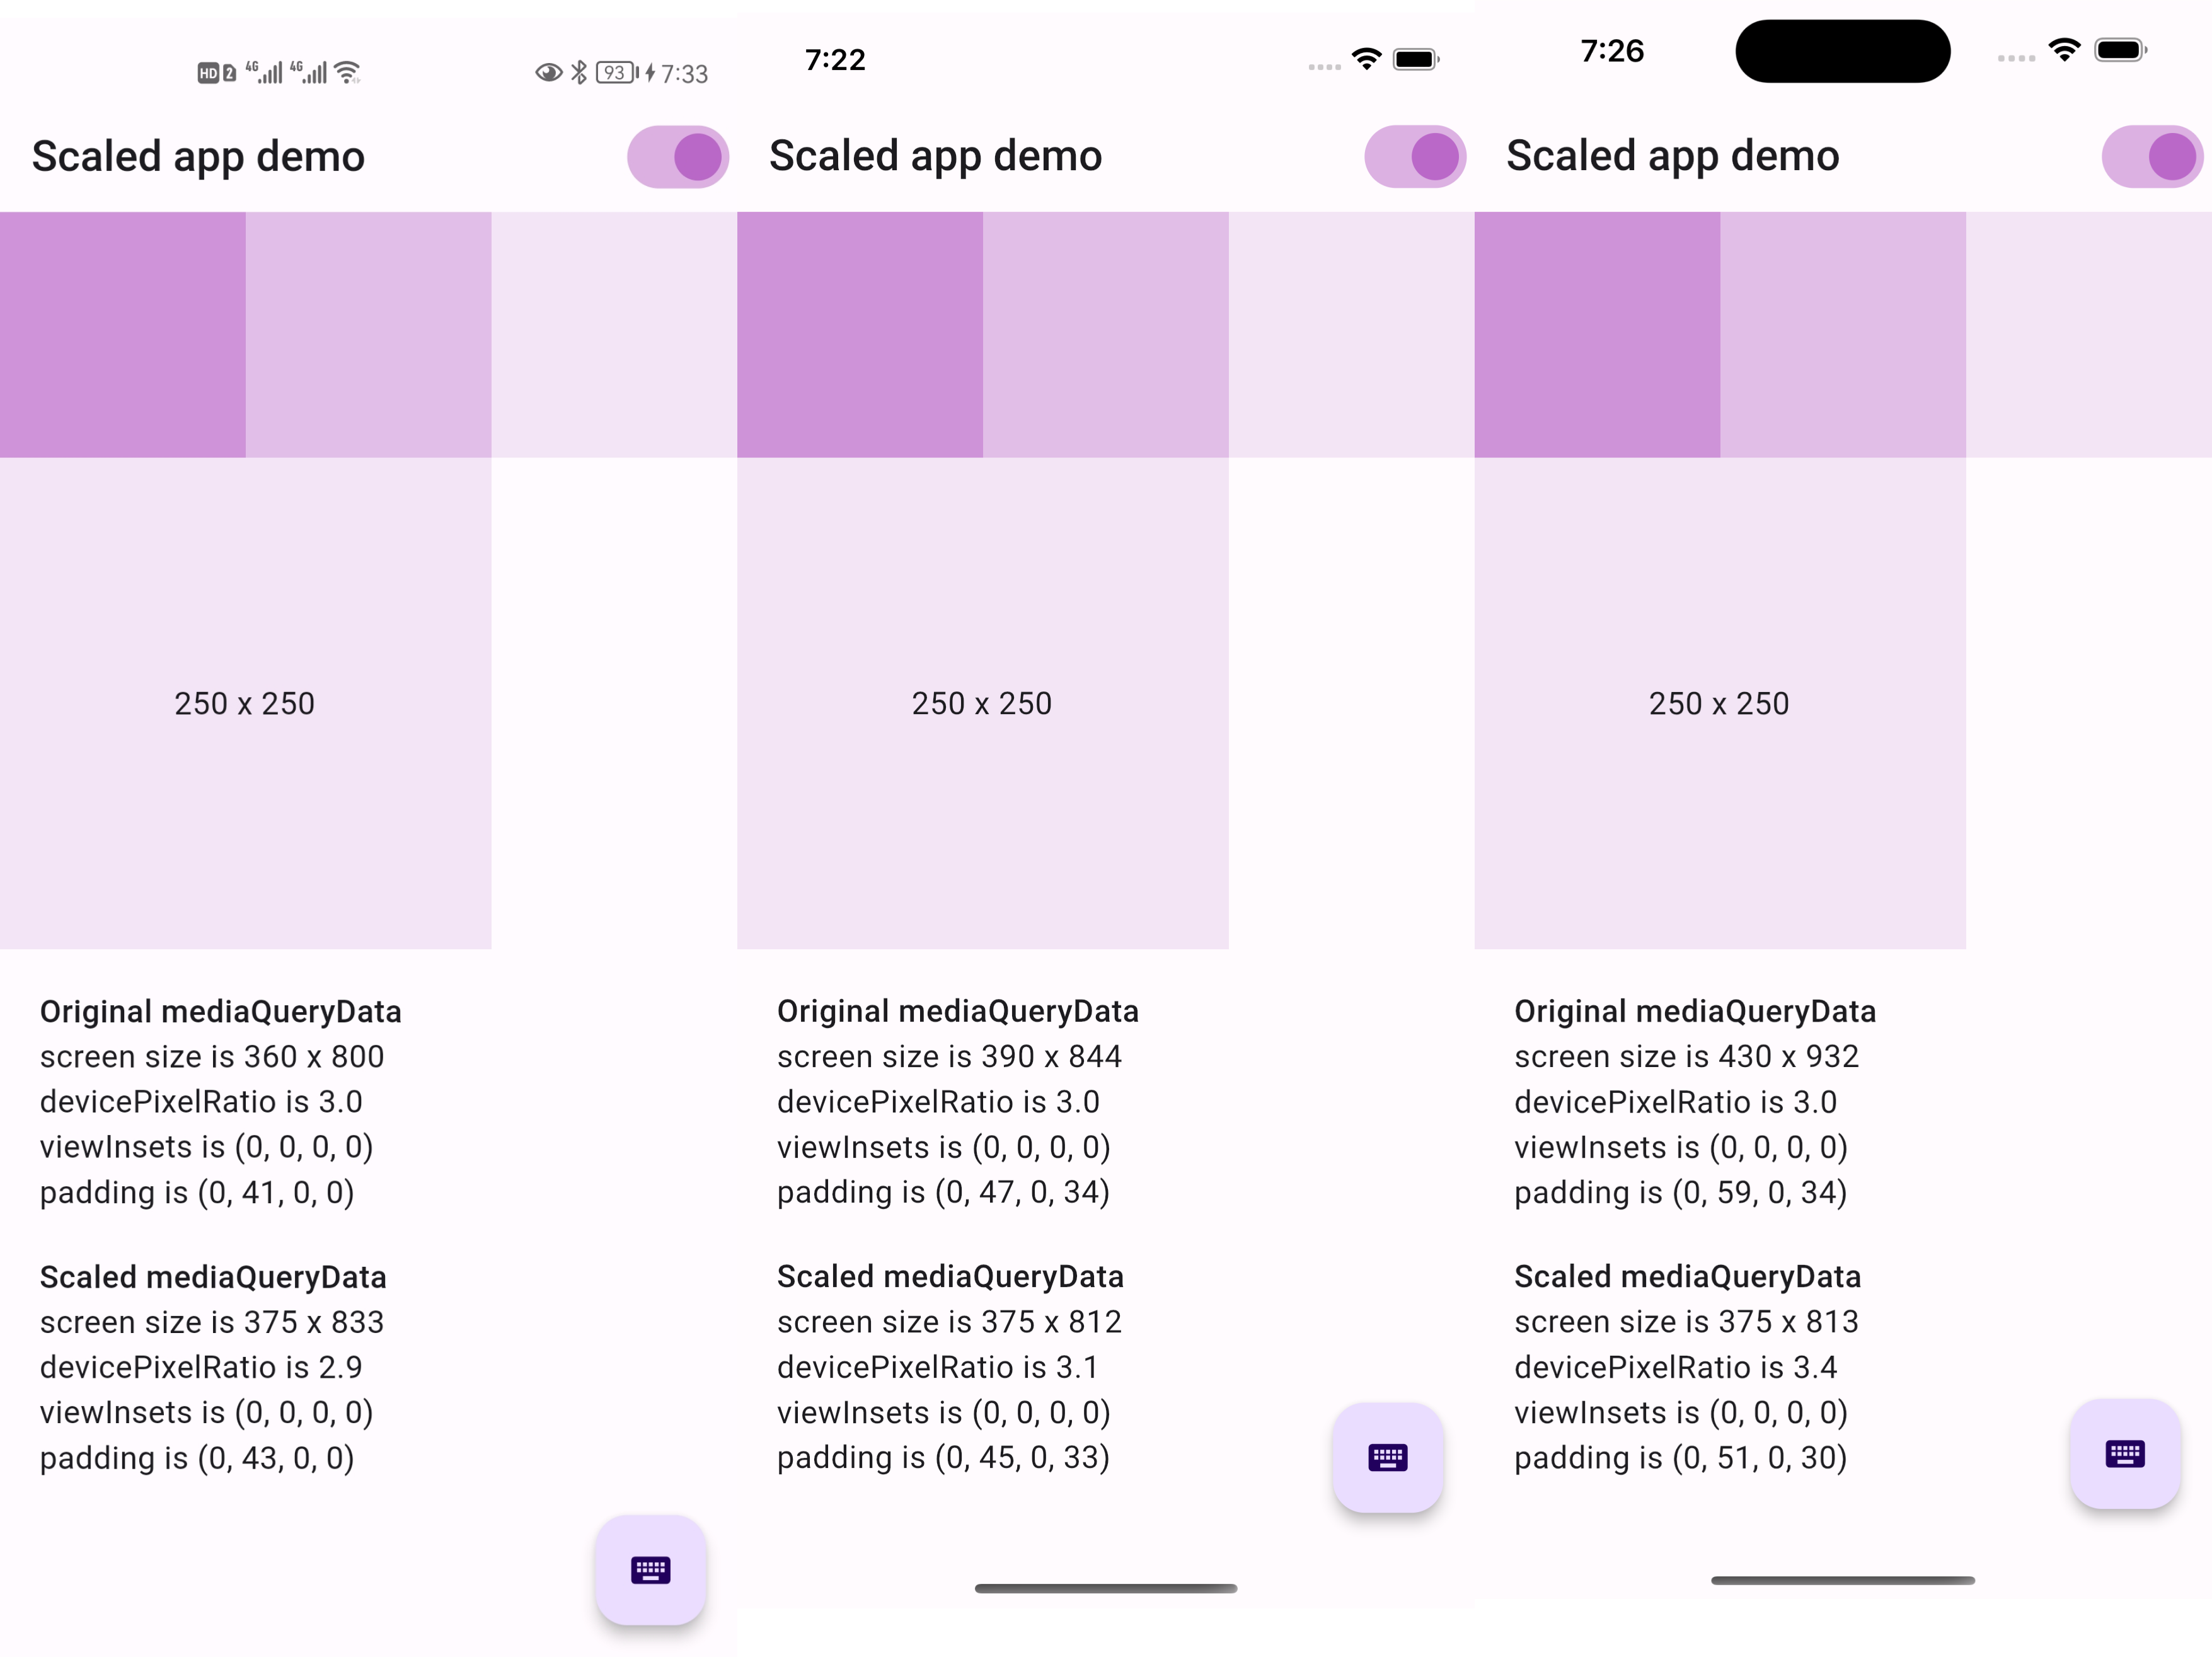 HD 2 4G 4G 93 7:33
Scaled app demo
250 x 250
Original mediaQueryData
screen size is 360 x 800
devicePixelRatio is 3.0
viewInsets is (0, 0, 0, 0)
padding is (0, 41, 0, 0)
Scaled mediaQueryData
screen size is 375 x 833
devicePixelRatio is 2.9
viewInsets is (0, 0, 0, 0)
padding is (0, 43, 0, 0)
7:22
Scaled app demo
250 x 250
Original mediaQueryData
screen size is 390 x 844
devicePixelRatio is 3.0
viewInsets is (0, 0, 0, 0)
padding is (0, 47, 0, 34)
Scaled mediaQueryData
screen size is 375 x 812
devicePixelRatio is 3.1
viewInsets is (0, 0, 0, 0)
padding is (0, 45, 0, 33)
7:26
Scaled app demo
250 x 250
Original mediaQueryData
screen size is 430 x 932
devicePixelRatio is 3.0
viewInsets is (0, 0, 0, 0)
padding is (0, 59, 0, 34)
Scaled mediaQueryData
screen size is 375 x 813
devicePixelRatio is 3.4
viewInsets is (0, 0, 0, 0)
padding is (0, 51, 0, 30)